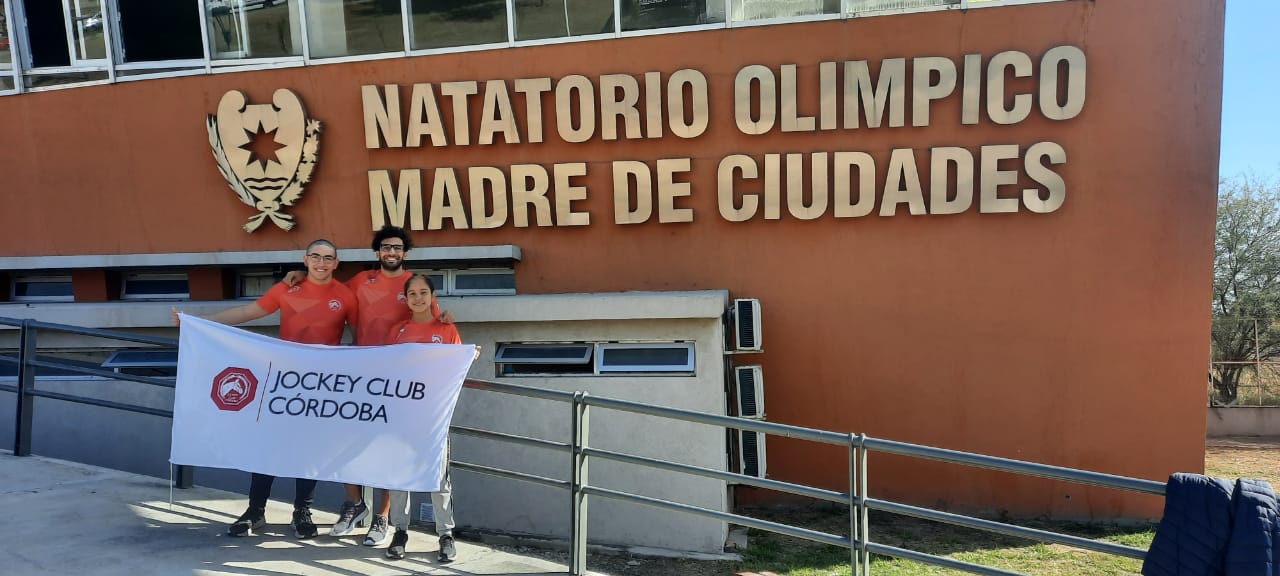 NATATORIO OLIMPICO
MADRE DE CIUDADES
JOCKEY CLUB
CÓRDOBA